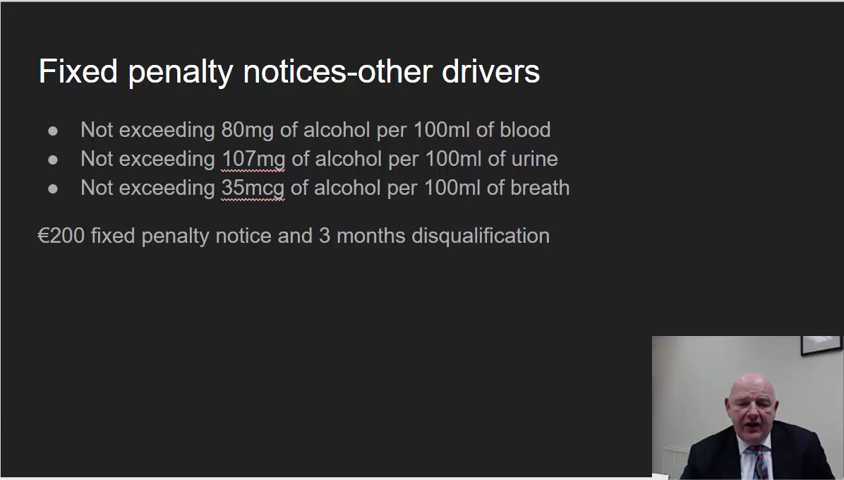 Fixed penalty notices-other drivers
● Not exceeding 80mg of alcohol per 100ml of blood
● Not exceeding 107mg of alcohol per 100ml of urine
● Not exceeding 35mcg of alcohol per 100ml of breath
€200 fixed penalty notice and 3 months disqualification